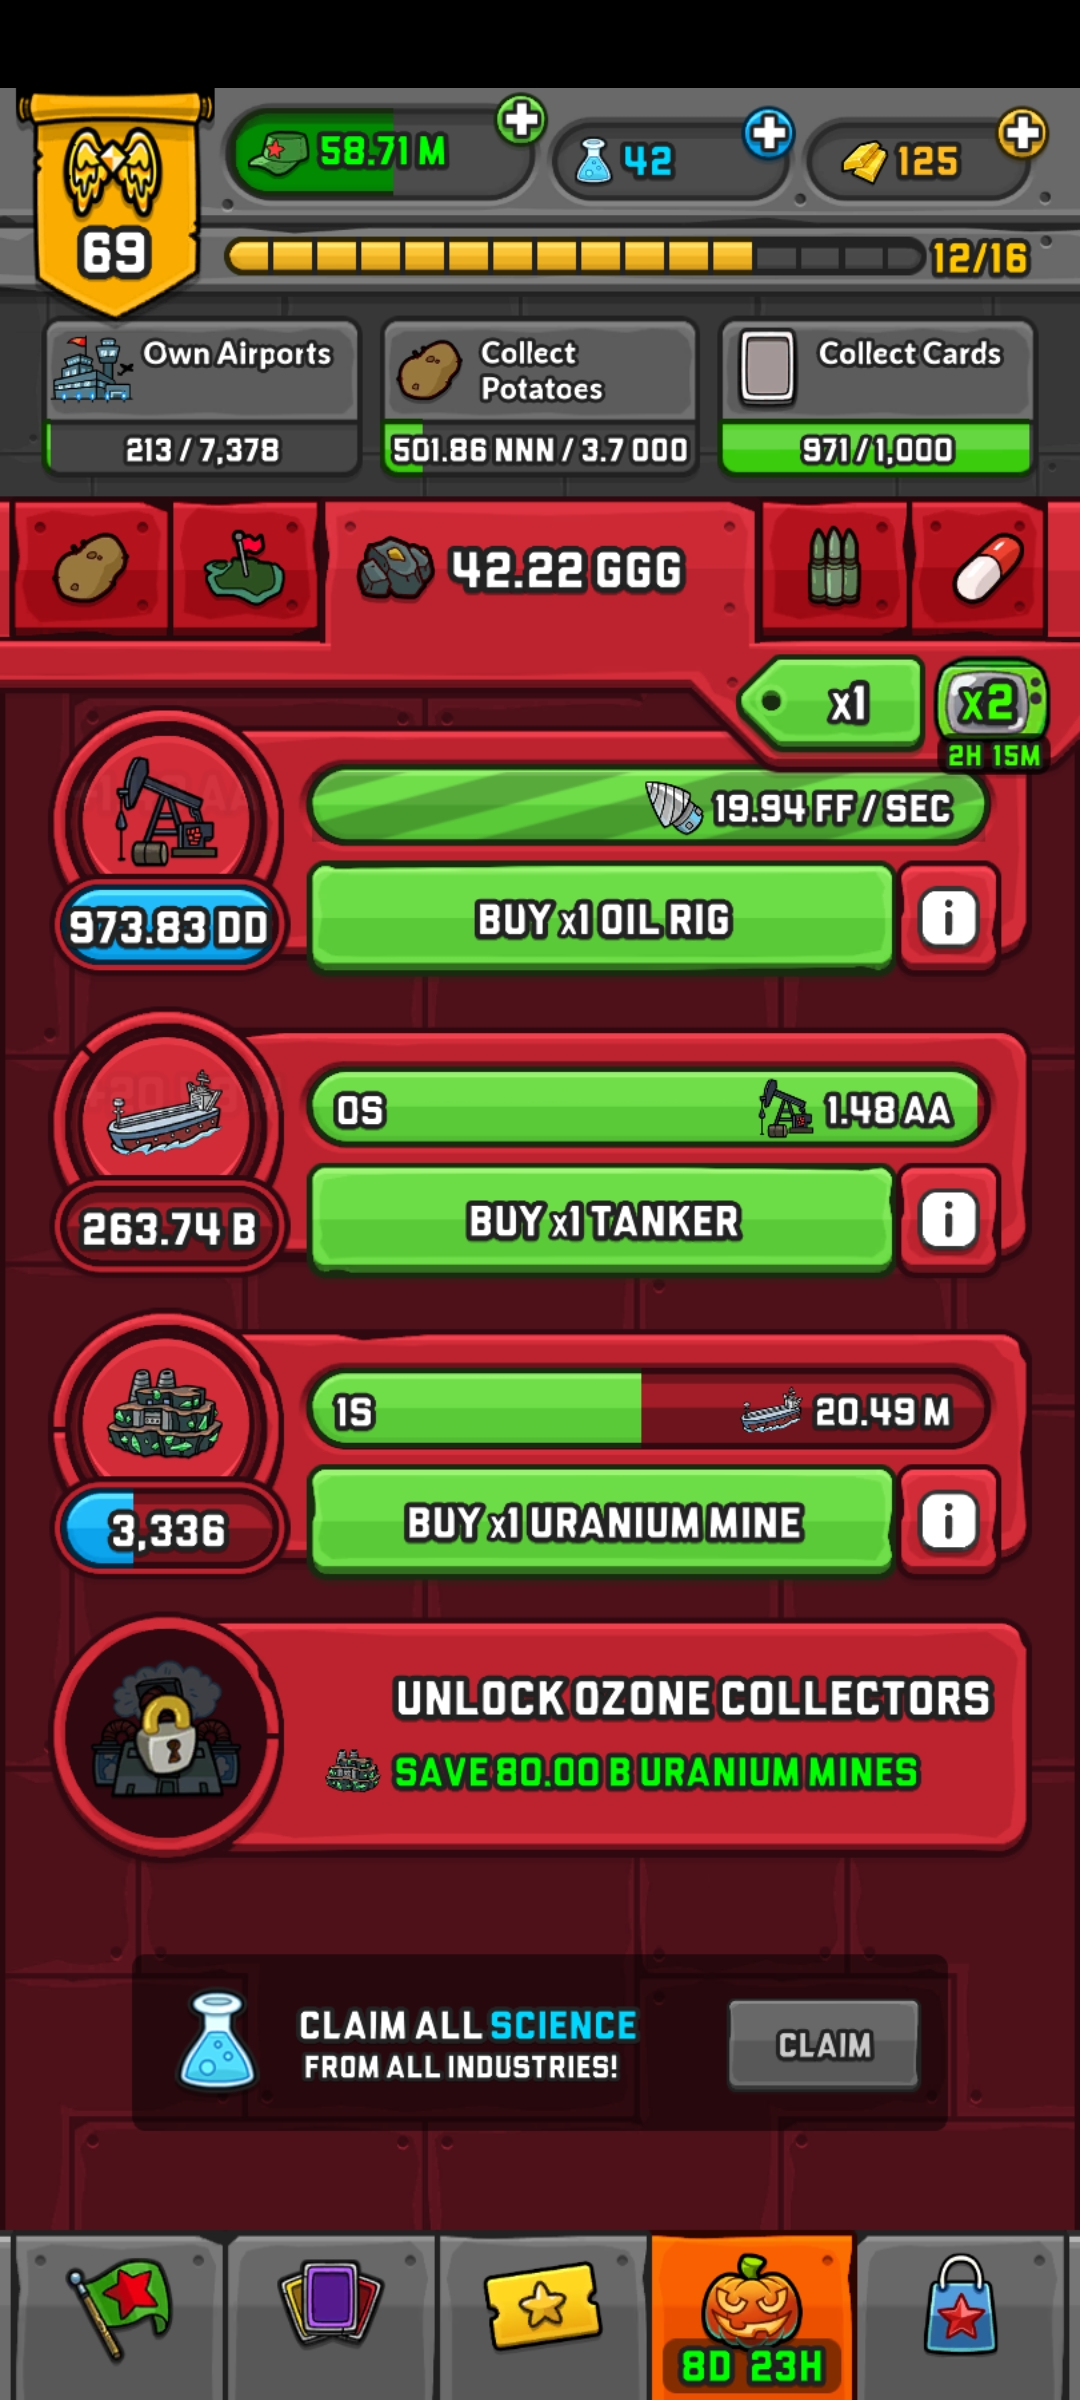 69
58.71 M
42
125
12/16
Own Airports
213 / 7,378
Collect
Potatoes
501.86 NNN / 3.7 OOO
Collect Cards
971 / 1,000
42.22 GGG
x1
x2
2H 15M
19.94 FF / SEC
973.83 DD
BUY x1 OIL RIG
i
0S
1.48 AA
263.74 B
BUY x1 TANKER
i
1S
20.49 M
3,336
BUY x1 URANIUM MINE
i
UNLOCK OZONE COLLECTORS
SAVE 80.00 B URANIUM MINES
CLAIM ALL SCIENCE
FROM ALL INDUSTRIES!
CLAIM
8D 23H